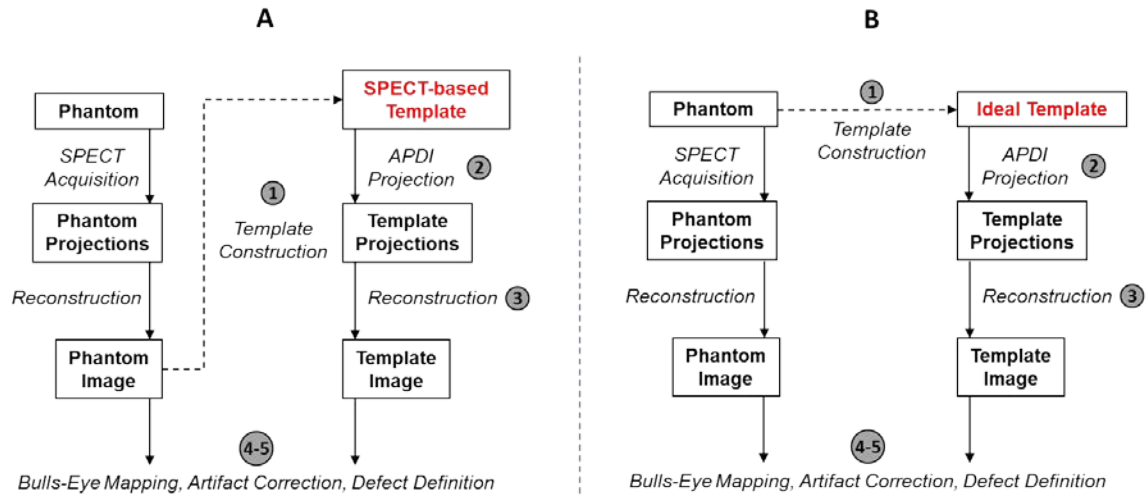 A
Phantom
SPECT
Acquisition
Phantom
Projections
Reconstruction
Phantom
Image
1
Template
Construction
SPECT-based
Template
APDI
Projection
2
Template
Projections
Reconstruction
3
Template
Image
4-5
Bulls-Eye Mapping, Artifact Correction, Defect Definition
B
Phantom
SPECT
Acquisition
Phantom
Projections
Reconstruction
Phantom
Image
1
Template
Construction
Ideal Template
APDI
Projection
2
Template
Projections
Reconstruction
3
Template
Image
4-5
Bulls-Eye Mapping, Artifact Correction, Defect Definition